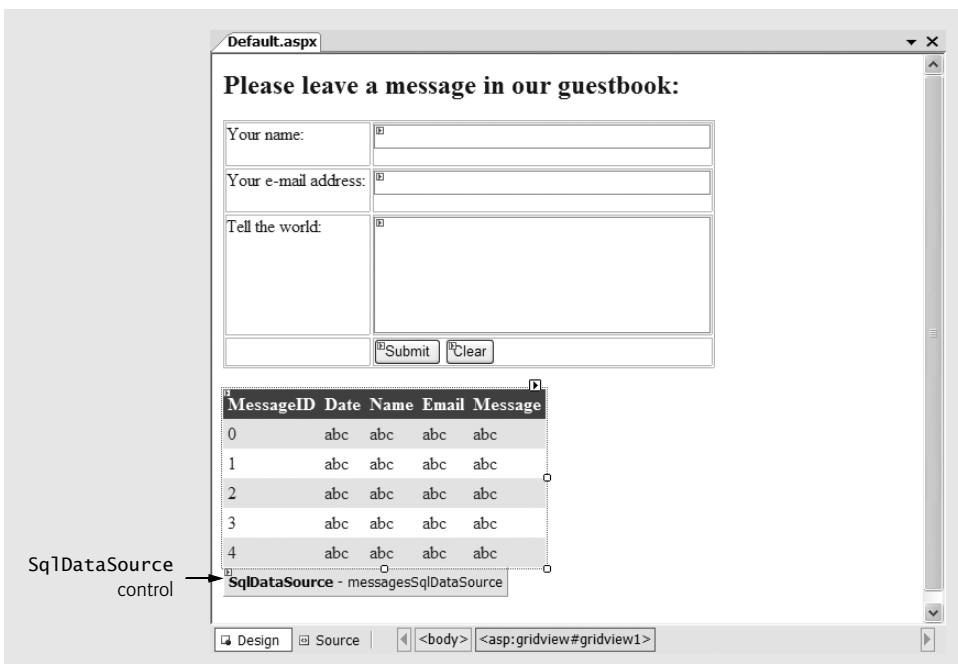 Default.aspx
Please leave a message in our guestbook:
Your name:
Your e-mail address:
Tell the world:
Submit Clear
MessageID Date Name Email Message
0 abc abc abc abc
1 abc abc abc abc
2 abc abc abc abc
3 abc abc abc abc
4 abc abc abc abc
SqlDataSource
control
SqlDataSource - messagesSqlDataSource
Design Source <body> <asp:gridview#gridview1>